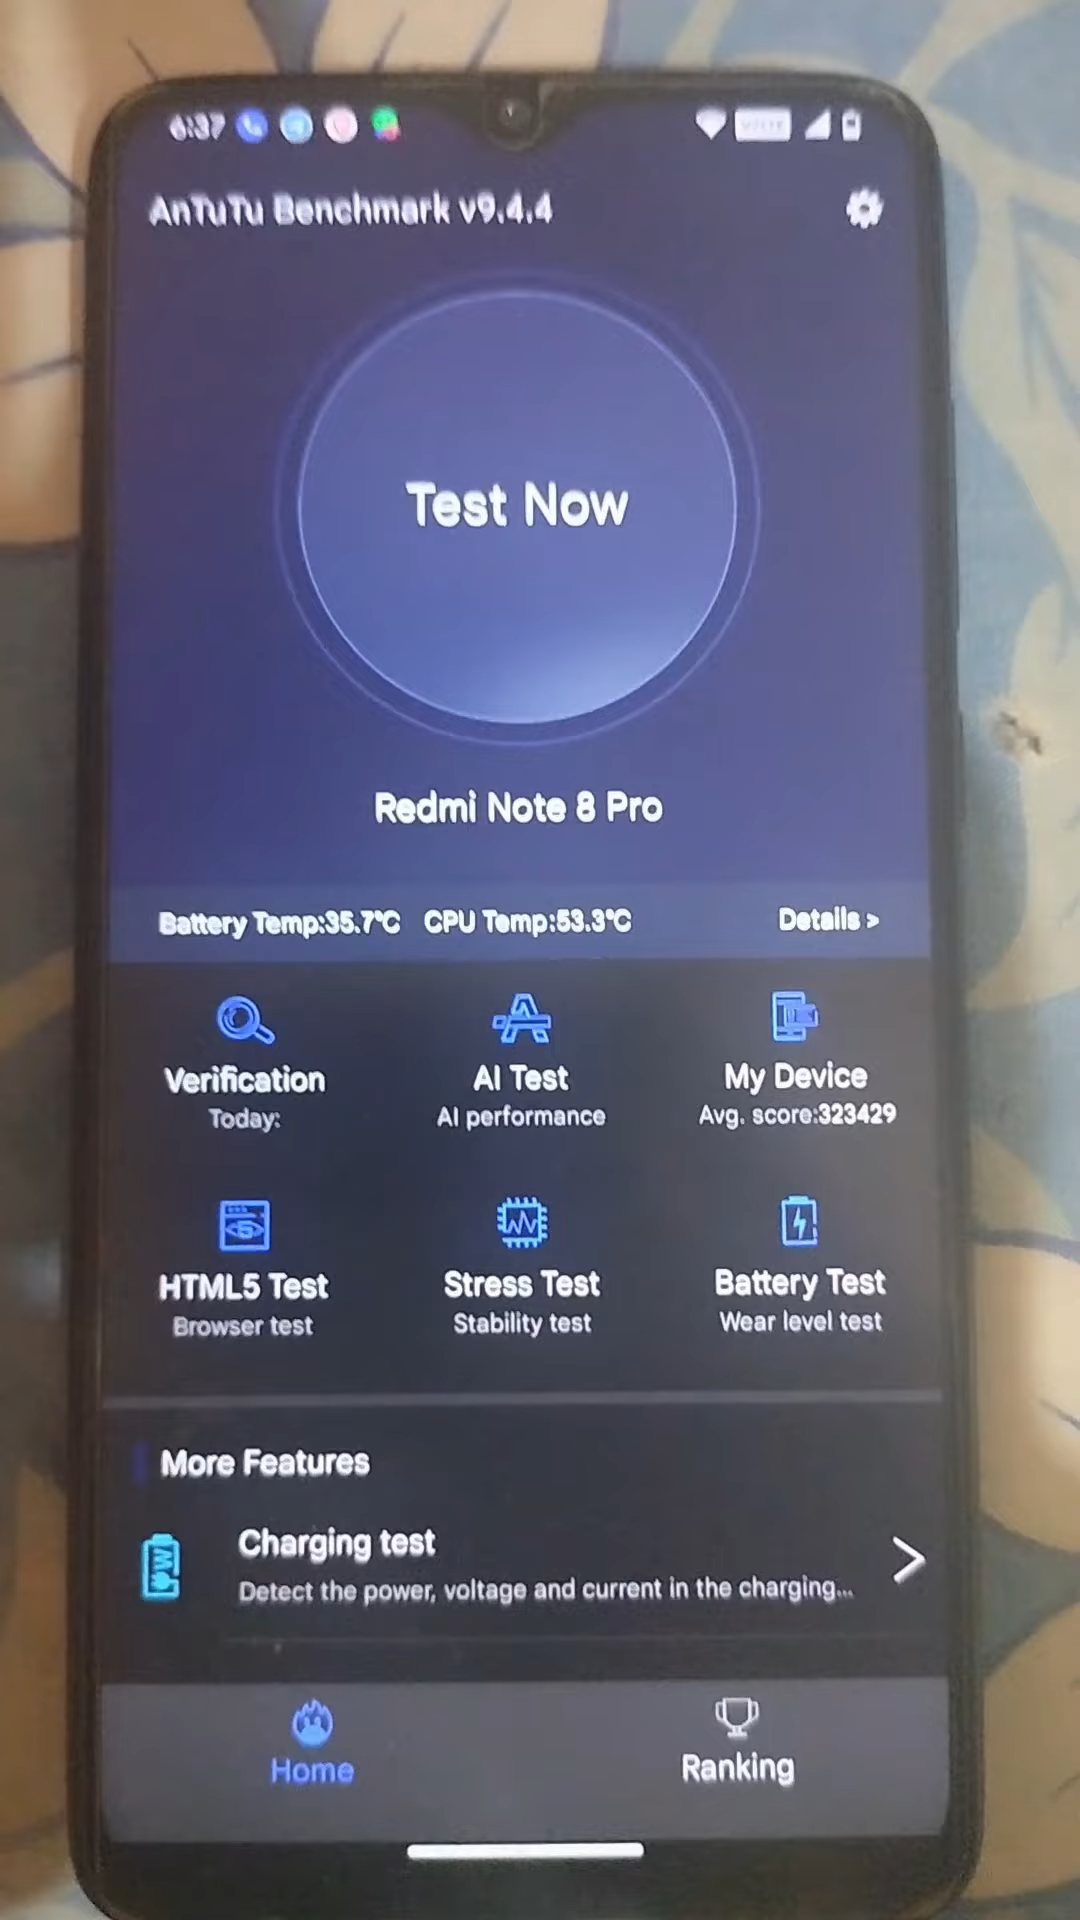 6:37
AnTuTu Benchmark v9.4.4
Test Now
Redmi Note 8 Pro
Battery Temp:35.7°C CPU Temp:53.3°C Details >
Verification AI Test My Device
Today: AI performance Avg. score:323429
HTML5 Test Stress Test Battery Test
Browser test Stability test Wear level test
More Features
Charging test
Detect the power, voltage and current in the charging...
Home Ranking